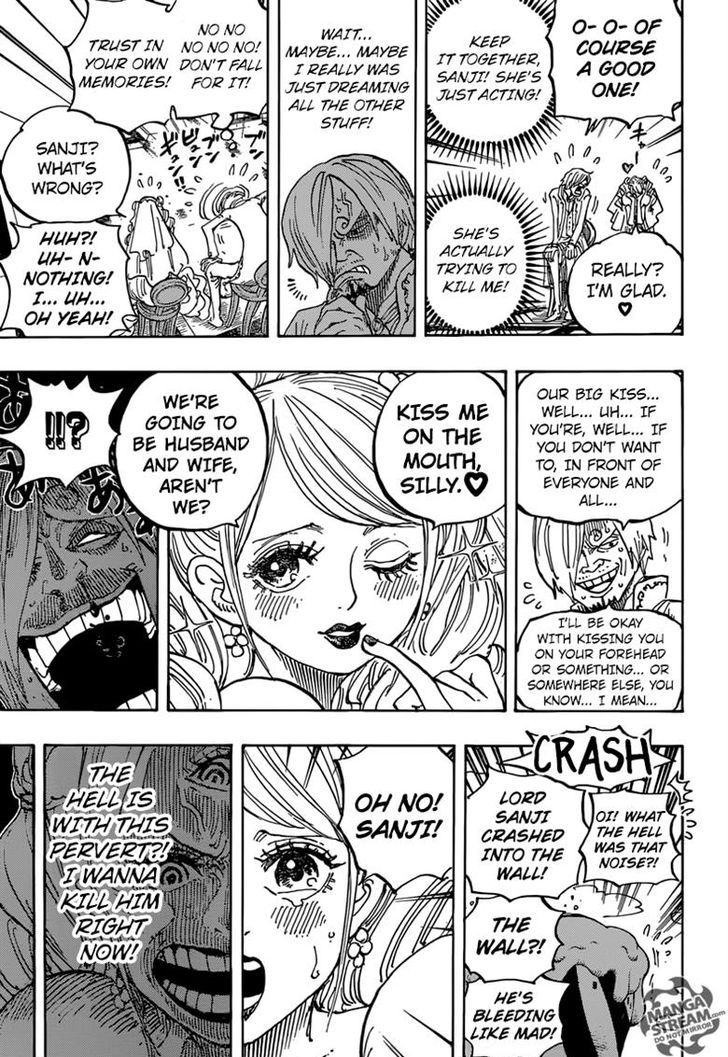 O- O- OF
COURSE
A GOOD
ONE!
KEEP
IT TOGETHER,
SANJI! SHE'S
JUST ACTING!
REALLY?
I'M GLAD.
♥
SHE'S
ACTUALLY
TRYING TO
KILL ME!
WAIT...
MAYBE... MAYBE
I REALLY WAS
JUST DREAMING
ALL THE OTHER
STUFF!
NO NO
NO NO NO!
DON'T FALL
FOR IT!
TRUST IN
YOUR OWN
MEMORIES!
SANJI?
WHAT'S
WRONG?
HUH?!
UH- N-
NOTHING!
I... UH...
OH YEAH!
OUR BIG KISS...
WELL... UH... IF
YOU'RE, WELL... IF
YOU DON'T WANT
TO, IN FRONT OF
EVERYONE AND
ALL...
I'LL BE OKAY
WITH KISSING YOU
ON YOUR FOREHEAD
OR SOMETHING... OR
SOMEWHERE ELSE, YOU
KNOW... I MEAN...
KISS ME
ON THE
MOUTH,
SILLY.♥
WE'RE
GOING TO
BE HUSBAND
AND WIFE,
AREN'T
WE?
!!?
CRASH
OI! WHAT
THE HELL
WAS THAT
NOISE?!
LORD
SANJI
CRASHED
INTO THE
WALL!
THE
WALL?!
HE'S
BLEEDING
LIKE MAD!
OH NO!
SANJI!
THE
HELL IS
WITH THIS
PERVERT?!
I WANNA
KILL HIM
RIGHT
NOW!
MANGA
STREAM.com
DO NOT MIRROR